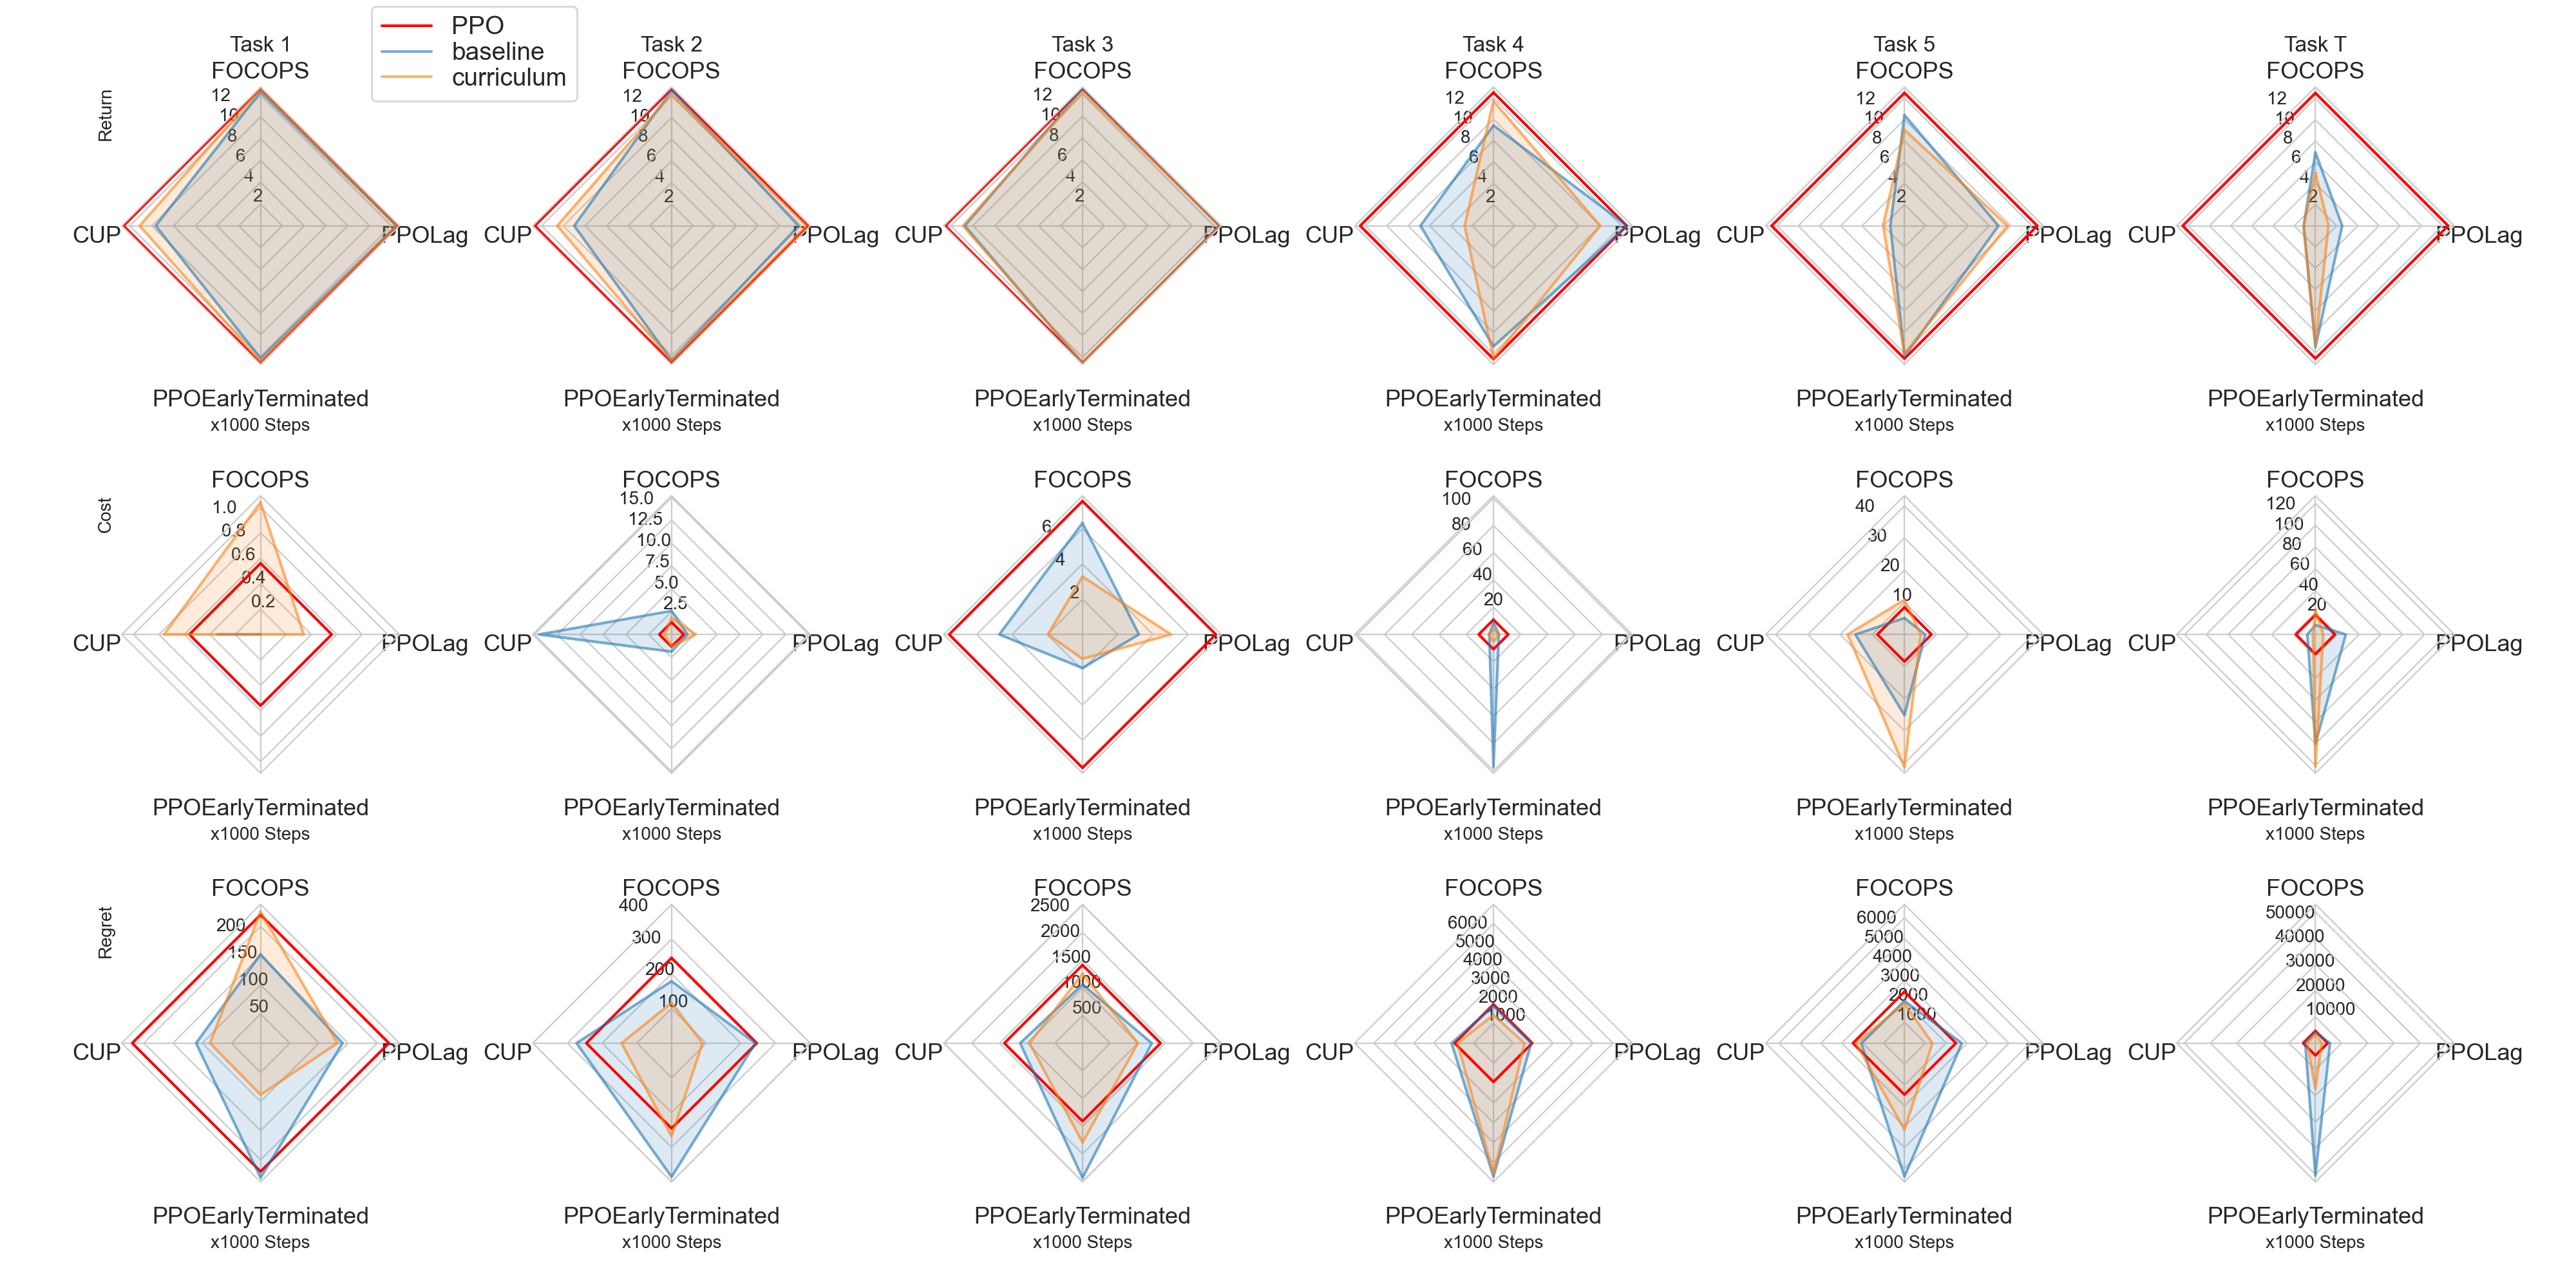 PPO
baseline
curriculum
Task 1
FOCOPS
Task 2
FOCOPS
Task 3
FOCOPS
Task 4
FOCOPS
Task 5
FOCOPS
Task T
FOCOPS
Return
12
10
8
6
4
2
CUP
PPOLag
PPOEarlyTerminated
x1000 Steps
12
10
8
6
4
2
CUP
PPOLag
PPOEarlyTerminated
x1000 Steps
12
10
8
6
4
2
CUP
PPOLag
PPOEarlyTerminated
x1000 Steps
12
10
8
6
4
2
CUP
PPOLag
PPOEarlyTerminated
x1000 Steps
12
10
8
6
4
2
CUP
PPOLag
PPOEarlyTerminated
x1000 Steps
12
10
8
6
4
2
CUP
PPOLag
PPOEarlyTerminated
x1000 Steps
Cost
FOCOPS
1.0
0.8
0.6
0.4
0.2
CUP
PPOLag
PPOEarlyTerminated
x1000 Steps
FOCOPS
15.0
12.5
10.0
7.5
5.0
2.5
CUP
PPOLag
PPOEarlyTerminated
x1000 Steps
FOCOPS
6
4
2
CUP
PPOLag
PPOEarlyTerminated
x1000 Steps
FOCOPS
100
80
60
40
20
CUP
PPOLag
PPOEarlyTerminated
x1000 Steps
FOCOPS
40
30
20
10
CUP
PPOLag
PPOEarlyTerminated
x1000 Steps
FOCOPS
120
100
80
60
40
20
CUP
PPOLag
PPOEarlyTerminated
x1000 Steps
Regret
FOCOPS
200
150
100
50
CUP
PPOLag
PPOEarlyTerminated
x1000 Steps
FOCOPS
400
300
200
100
CUP
PPOLag
PPOEarlyTerminated
x1000 Steps
FOCOPS
2500
2000
1500
1000
500
CUP
PPOLag
PPOEarlyTerminated
x1000 Steps
FOCOPS
6000
5000
4000
3000
2000
1000
CUP
PPOLag
PPOEarlyTerminated
x1000 Steps
FOCOPS
6000
5000
4000
3000
2000
1000
CUP
PPOLag
PPOEarlyTerminated
x1000 Steps
FOCOPS
50000
40000
30000
20000
10000
CUP
PPOLag
PPOEarlyTerminated
x1000 Steps